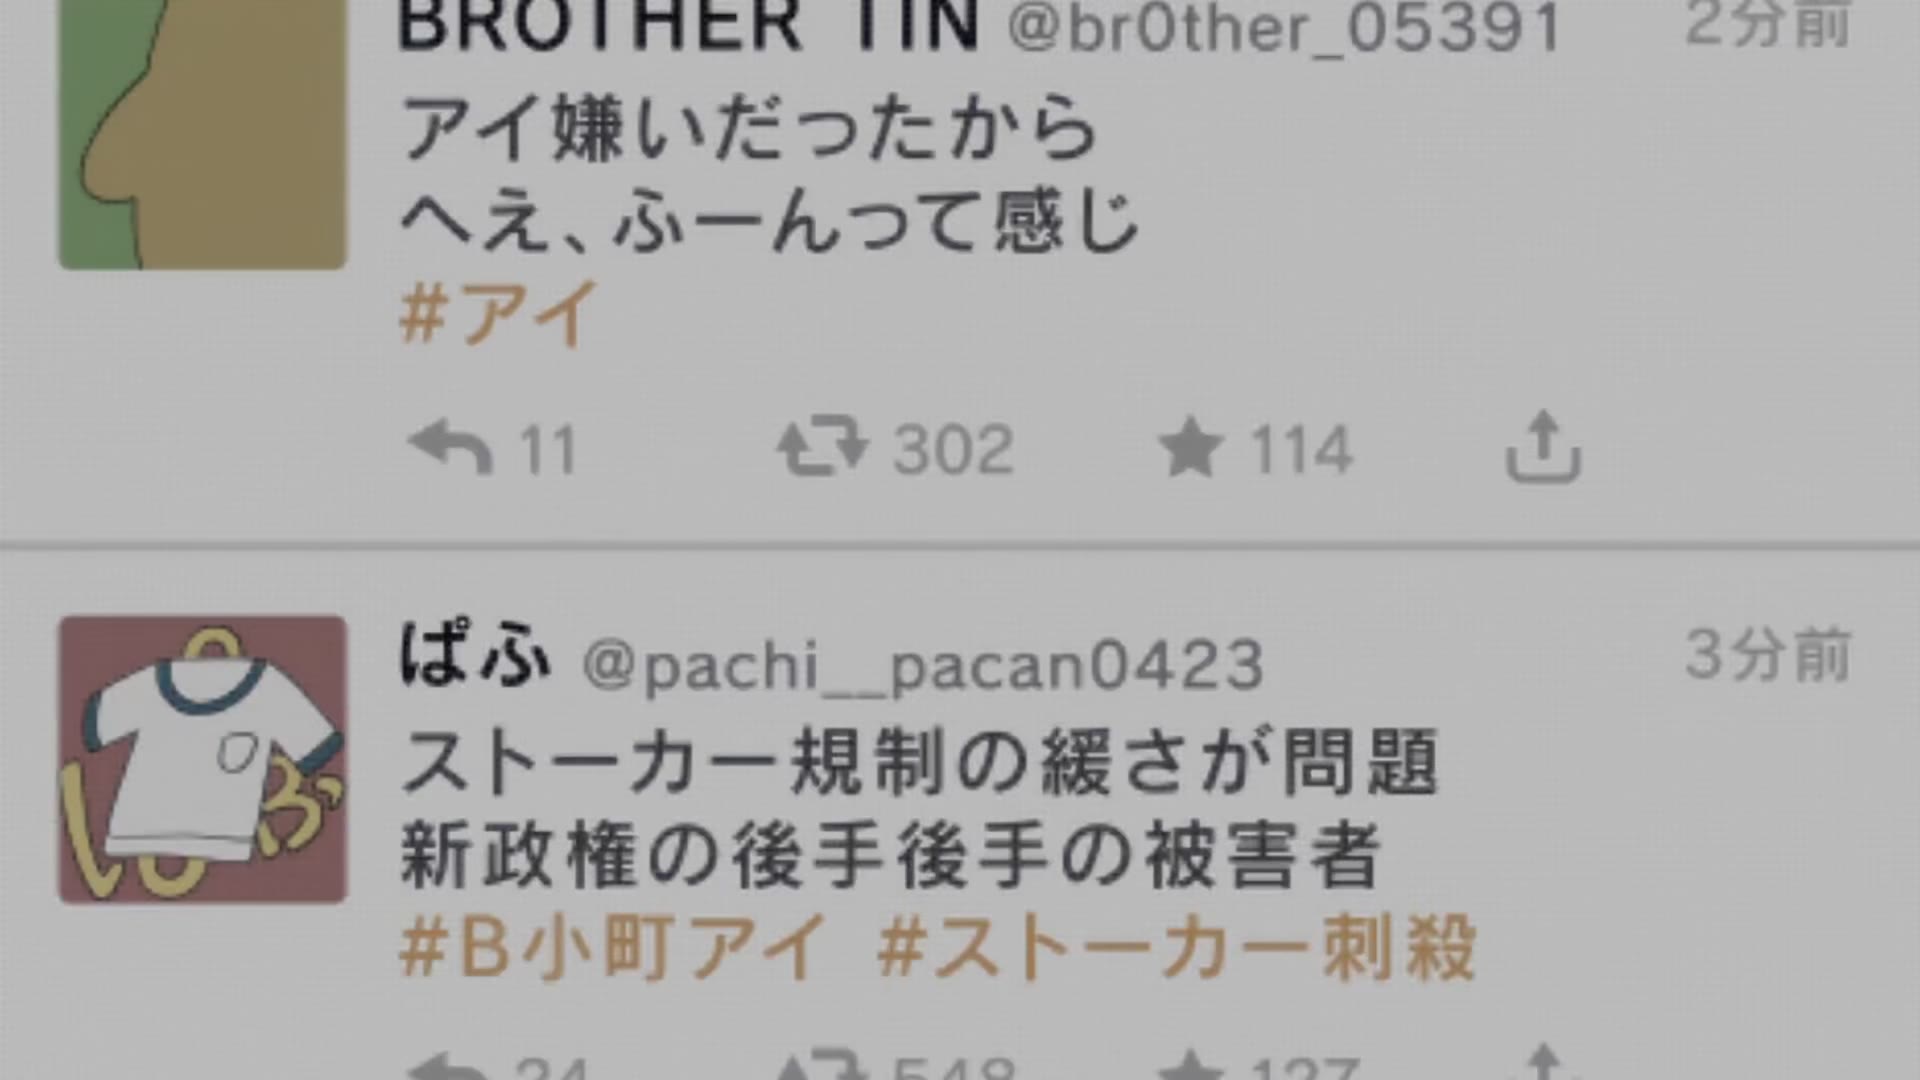 BROTHER TIN @br0ther_05391 2分前
アイ嫌いだったから
へえ、ふーんって感じ
#アイ
11 302 114
ぱふ @pachi__pacan0423 3分前
ストーカー規制の緩さが問題
新政権の後手後手の被害者
#B小町アイ #ストーカー刺殺
24 548 127